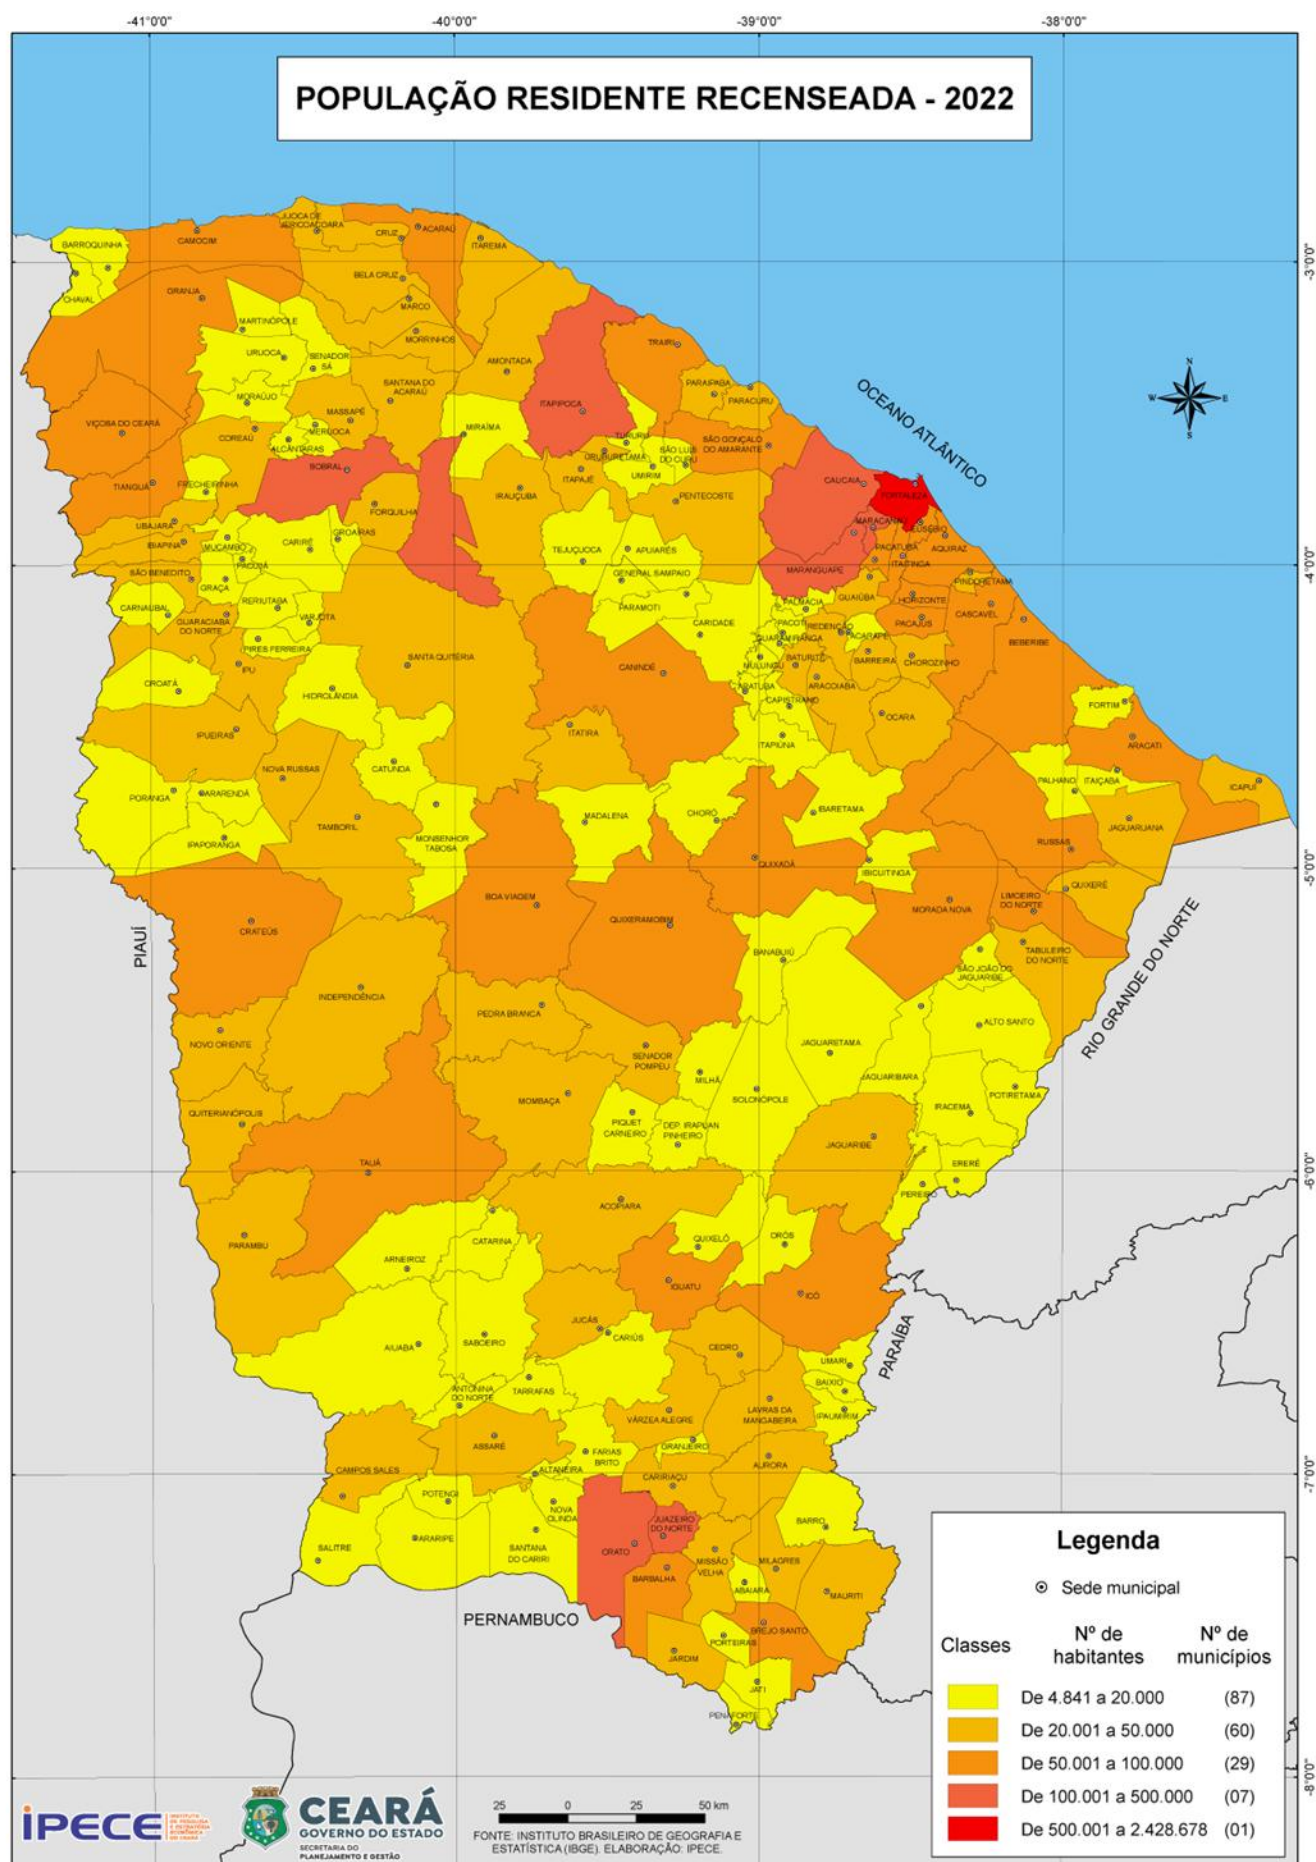 -41°0'0"
-40°0'0"
-39°0'0"
-38°0'0"
POPULAÇÃO RESIDENTE RECENSEADA - 2022
JIJOCA DE
JERICOACOARA
CRUZ
ACARAÚ
ITAREMA
BARROQUINHA
CAMOCIM
-3°0'0"
CHAVAL
BELA CRUZ
GRANJA
MARCO
MARTINÓPOLE
MORRINHOS
TRAIRI
N
W
E
S
URUOCA
SENADOR
SÁ
AMONTADA
SANTANA DO
ACARAÚ
PARAIPABA
PARACURU
OCEANO ATLÂNTICO
MORAÚJO
ITAPIPOCA
MASSAPÊ
VIÇOSA DO CEARÁ
COREAÚ
MERUOCA
MIRAÍMA
TURURU
SÃO GONÇALO
DO AMARANTE
ALCÂNTARAS
URUBURETAMA
SÃO LUIS
DO CURU
SOBRAL
UMIRIM
TIANGUÁ
FRECHEIRINHA
ITAPAJÉ
CAUCAIA
IRAUÇUBA
FORTALEZA
FORQUILHA
PENTECOSTE
UBAJARA
MARACANAÚ
EUSÉBIO
IBIAPINA
MUCAMBO
CARIRÉ
GROAÍRAS
TEJUÇUOCA
APUIARÉS
PACATUBA
AQUIRAZ
-4°0'0"
PACUJÁ
MARANGUAPE
ITAITINGA
SÃO BENEDITO
GENERAL SAMPAIO
PINDORETAMA
GRAÇA
GUAIÚBA
HORIZONTE
CARNAUBAL
RERIUTABA
PARAMOTI
PALMÁCIA
CASCAVEL
GUARACIABA
DO NORTE
VARJOTA
CARIDADE
PACOTI
REDENÇÃO
ACARAPE
PACAJUS
BEBERIBE
PIRES FERREIRA
GUARAMIRANGA
IPU
SANTA QUITÉRIA
CANINDÉ
MULUNGU
BATURITÉ
BARREIRA
CHOROZINHO
CROATÁ
HIDROLÂNDIA
ARATUBA
ARACOIABA
CAPISTRANO
OCARA
FORTIM
IPUEIRAS
ITATIRA
ITAPIÚNA
ARACATI
NOVA RUSSAS
CATUNDA
PALHANO
ITAIÇABA
ICAPUÍ
PORANGA
ARARENDÁ
MADALENA
CHORÓ
IBARETAMA
TAMBORIL
MONSENHOR
TABOSA
JAGUARUANA
IPAPORANGA
RUSSAS
QUIXADÁ
-5°0'0"
IBICUITINGA
QUIXERÉ
BOA VIAGEM
LIMOEIRO
DO NORTE
QUIXERAMOBIM
MORADA NOVA
CRATEÚS
PIAUÍ
RIO GRANDE DO NORTE
BANABUIÚ
TABULEIRO
DO NORTE
SÃO JOÃO DO
JAGUARIBE
INDEPENDÊNCIA
PEDRA BRANCA
ALTO SANTO
NOVO ORIENTE
JAGUARETAMA
SENADOR
POMPEU
JAGUARIBARA
MILHÃ
SOLONÓPOLE
POTIRETAMA
MOMBAÇA
IRACEMA
QUITERIANÓPOLIS
PIQUET
CARNEIRO
DEP. IRAPUAN
PINHEIRO
JAGUARIBE
TAUÁ
ERERÊ
-6°0'0"
PEREIRO
ACOPIARA
PARAMBU
CATARINA
QUIXELÔ
ORÓS
ARNEIROZ
IGUATU
ICÓ
JUCÁS
CARIÚS
AIUABA
SABOEIRO
CEDRO
PARAÍBA
UMARI
BAIXIO
ANTONINA
DO NORTE
TARRAFAS
VÁRZEA ALEGRE
LAVRAS DA
MANGABEIRA
IPAUMIRIM
ASSARÉ
FARIAS
BRITO
GRANJEIRO
AURORA
CAMPOS SALES
ALTANEIRA
CARIRIAÇU
-7°0'0"
POTENGI
NOVA
OLINDA
JUAZEIRO
DO NORTE
BARRO
ARARIPE
SALITRE
SANTANA
DO CARIRI
CRATO
MISSÃO
VELHA
MILAGRES
BARBALHA
ABAIARA
MAURITI
PERNAMBUCO
BREJO SANTO
PORTEIRAS
JARDIM
JATI
PENAFORTE
-8°0'0"
Legenda
Sede municipal
Classes
Nº de
habitantes
Nº de
municípios
De 4.841 a 20.000 (87)
De 20.001 a 50.000 (60)
De 50.001 a 100.000 (29)
De 100.001 a 500.000 (07)
De 500.001 a 2.428.678 (01)
iPECE
INSTITUTO
DE PESQUISA
E ESTRATÉGIA
ECONÔMICA
DO CEARÁ
CEARÁ
GOVERNO DO ESTADO
SECRETARIA DO
PLANEJAMENTO E GESTÃO
25 0 25 50 km
FONTE: INSTITUTO BRASILEIRO DE GEOGRAFIA E
ESTATÍSTICA (IBGE). ELABORAÇÃO: IPECE.